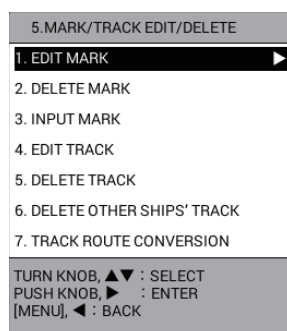 5.MARK/TRACK EDIT/DELETE
1. EDIT MARK ▶
2. DELETE MARK
3. INPUT MARK
4. EDIT TRACK
5. DELETE TRACK
6. DELETE OTHER SHIPS’ TRACK
7. TRACK ROUTE CONVERSION
TURN KNOB, ▲▼ : SELECT
PUSH KNOB, ▶ : ENTER
[MENU], ◀ : BACK